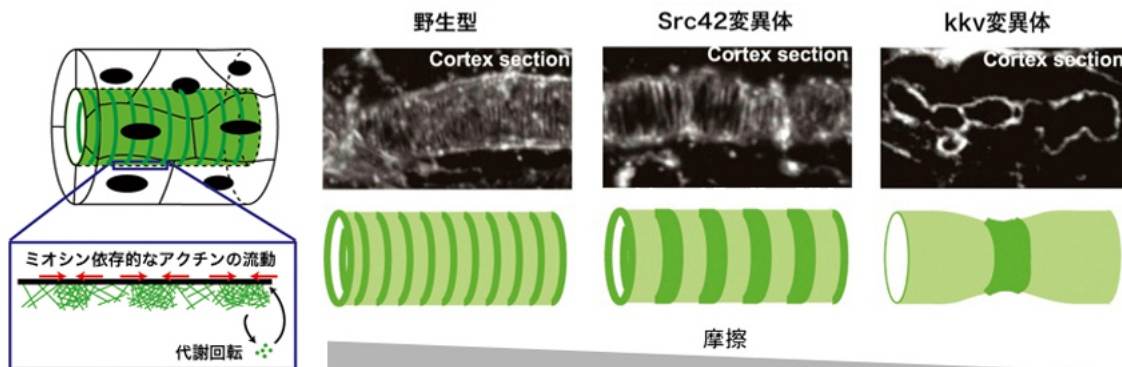 野生型
Src42変異体
kkv変異体
Cortex section
Cortex section
Cortex section
ミオシン依存的なアクチンの流動
代謝回転
摩擦